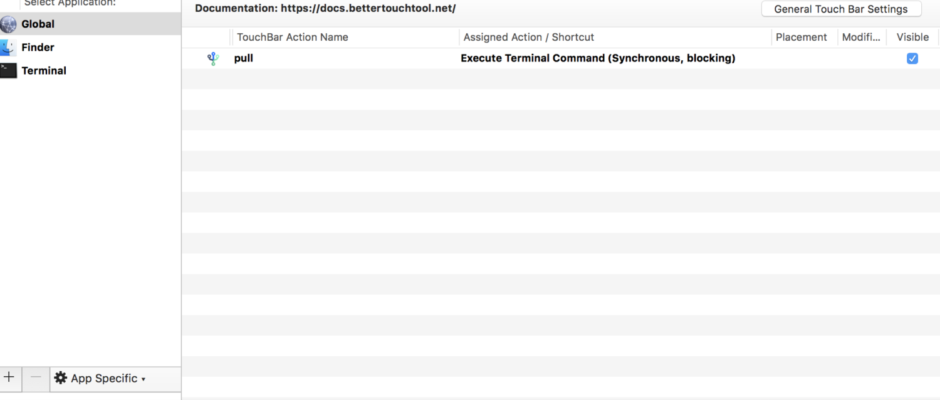 Select Application:
Documentation: https://docs.bettertouchtool.net/
General Touch Bar Settings
Global
Finder
Terminal
TouchBar Action Name
Assigned Action / Shortcut
Placement
Modifi...
Visible
pull
Execute Terminal Command (Synchronous, blocking)
+
−
App Specific